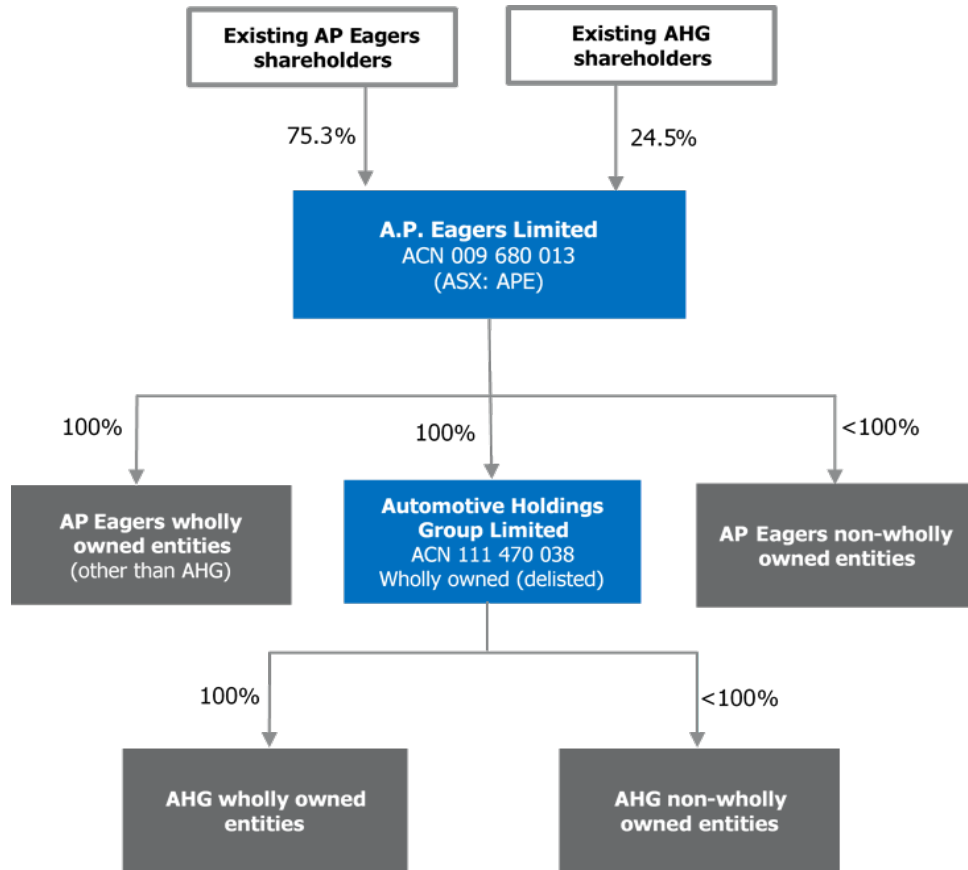 Existing AP Eagers
shareholders
Existing AHG
shareholders
75.3%
24.5%
A.P. Eagers Limited
ACN 009 680 013
(ASX: APE)
100%
100%
<100%
AP Eagers wholly
owned entities
(other than AHG)
Automotive Holdings
Group Limited
ACN 111 470 038
Wholly owned (delisted)
AP Eagers non-wholly
owned entities
100%
<100%
AHG wholly owned
entities
AHG non-wholly
owned entities